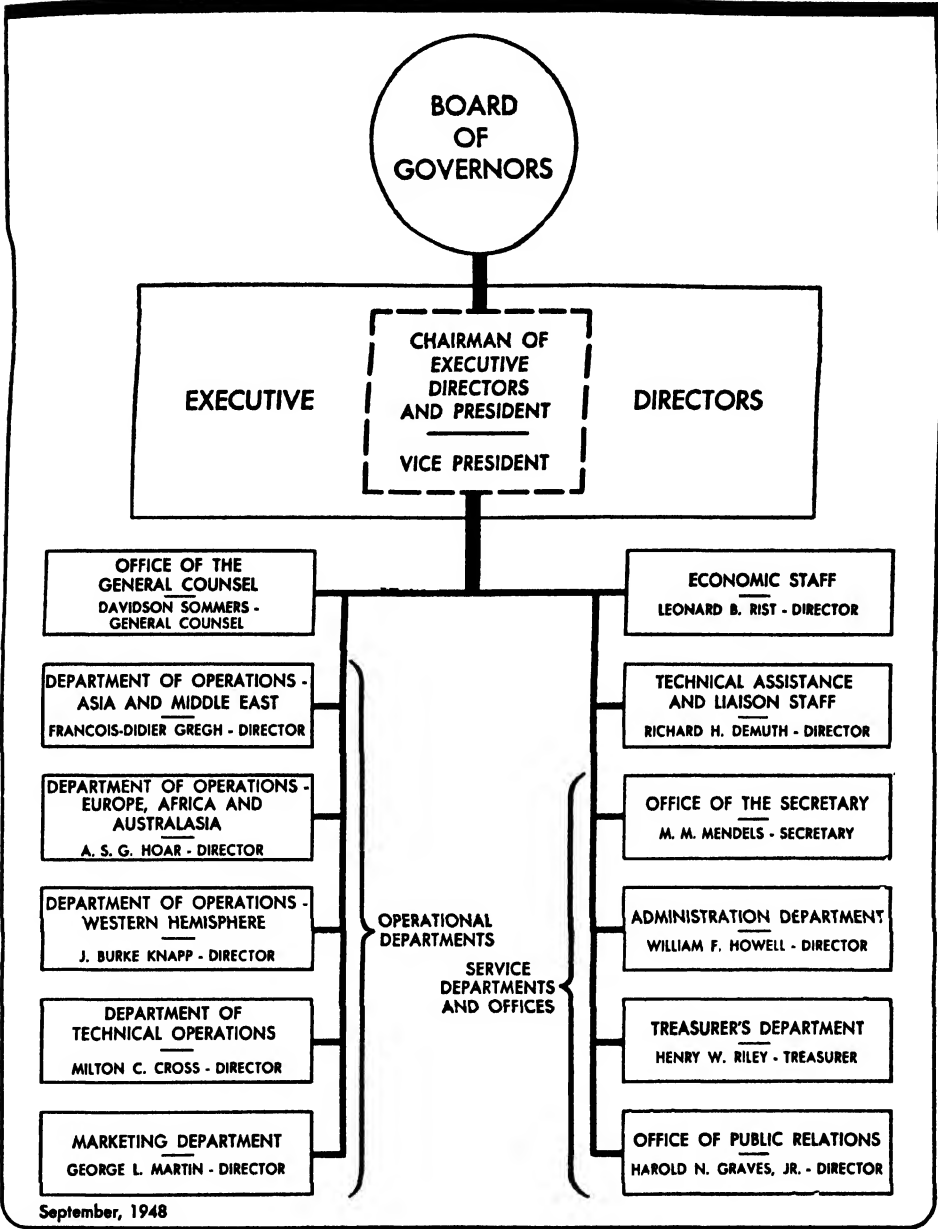 BOARD
OF
GOVERNORS
EXECUTIVE
CHAIRMAN OF
EXECUTIVE
DIRECTORS
AND PRESIDENT
VICE PRESIDENT
DIRECTORS
OFFICE OF THE
GENERAL COUNSEL
DAVIDSON SOMMERS -
GENERAL COUNSEL
DEPARTMENT OF OPERATIONS -
ASIA AND MIDDLE EAST
FRANCOIS-DIDIER GREGH - DIRECTOR
DEPARTMENT OF OPERATIONS -
EUROPE, AFRICA AND
AUSTRALASIA
A. S. G. HOAR - DIRECTOR
DEPARTMENT OF OPERATIONS -
WESTERN HEMISPHERE
J. BURKE KNAPP - DIRECTOR
DEPARTMENT OF
TECHNICAL OPERATIONS
MILTON C. CROSS - DIRECTOR
MARKETING DEPARTMENT
GEORGE L. MARTIN - DIRECTOR
OPERATIONAL
DEPARTMENTS
ECONOMIC STAFF
LEONARD B. RIST - DIRECTOR
TECHNICAL ASSISTANCE
AND LIAISON STAFF
RICHARD H. DEMUTH - DIRECTOR
OFFICE OF THE SECRETARY
M. M. MENDELS - SECRETARY
ADMINISTRATION DEPARTMENT
WILLIAM F. HOWELL - DIRECTOR
TREASURER'S DEPARTMENT
HENRY W. RILEY - TREASURER
OFFICE OF PUBLIC RELATIONS
HAROLD N. GRAVES, JR. - DIRECTOR
SERVICE
DEPARTMENTS
AND OFFICES
September, 1948